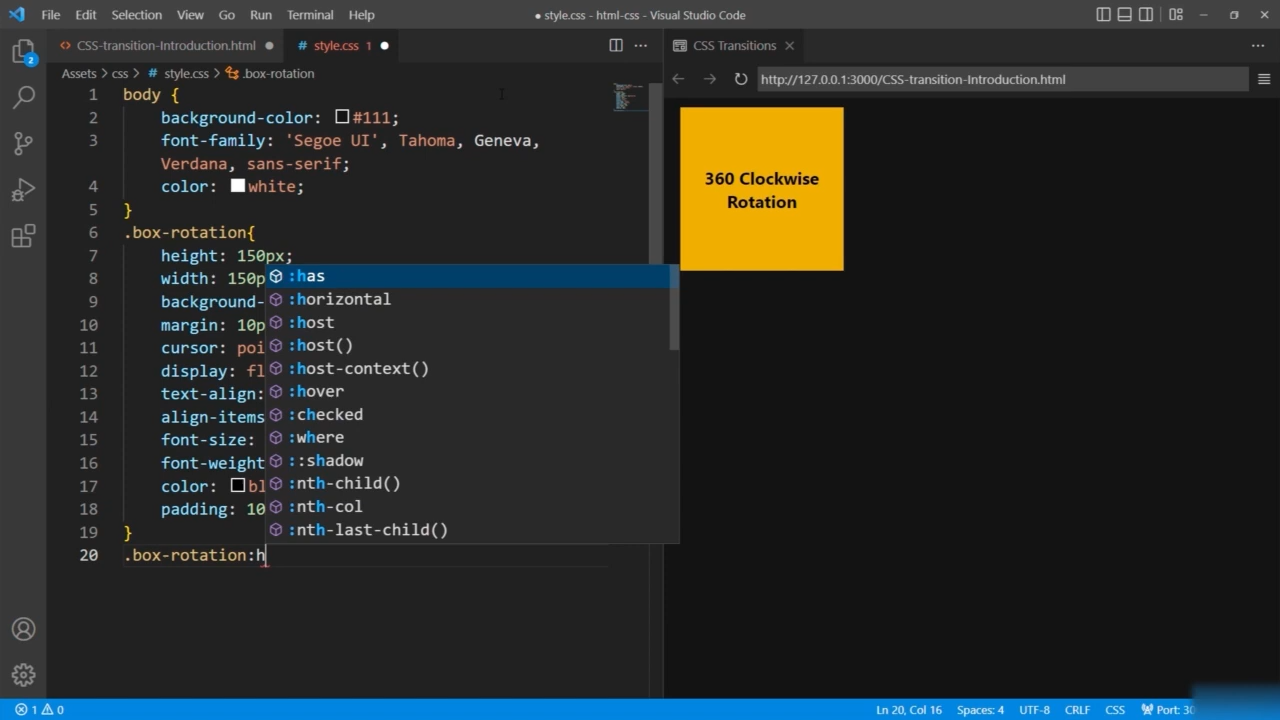 File Edit Selection View Go Run Terminal Help
● style.css - html-css - Visual Studio Code
<> CSS-transition-Introduction.html ●
# style.css 1 ●
CSS Transitions
Assets > css > # style.css > .box-rotation
http://127.0.0.1:3000/CSS-transition-Introduction.html
2
1 body {
2 background-color: #111;
3 font-family: 'Segoe UI', Tahoma, Geneva,
Verdana, sans-serif;
4 color: white;
5 }
6 .box-rotation{
7 height: 150px;
8 width: 150p
9 background-
10 margin: 10p
11 cursor: poi
12 display: fl
13 text-align:
14 align-items
15 font-size:
16 font-weight
17 color: bl
18 padding: 10
19 }
20 .box-rotation:h
:has
:horizontal
:host
:host()
:host-context()
:hover
:checked
:where
::shadow
:nth-child()
:nth-col
:nth-last-child()
360 Clockwise
Rotation
1 0
Ln 20, Col 16 Spaces: 4 UTF-8 CRLF CSS Port: 30